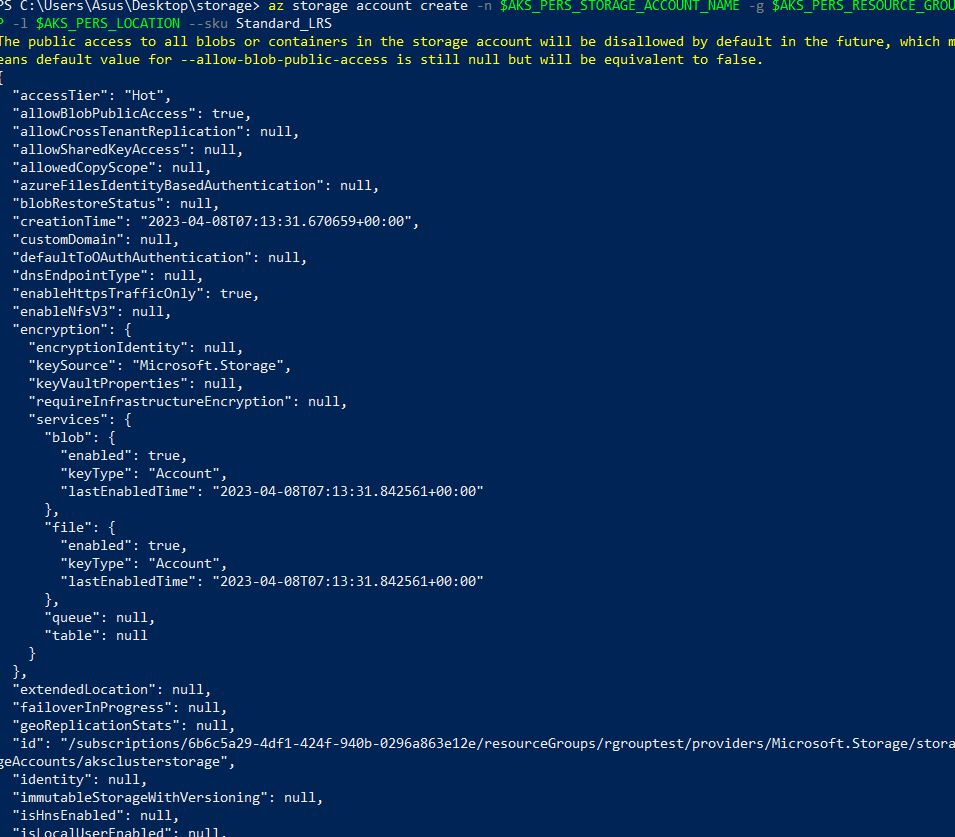 PS C:\Users\Asus\Desktop\storage> az storage account create -n $AKS_PERS_STORAGE_ACCOUNT_NAME -g $AKS_PERS_RESOURCE_GROU
P -l $AKS_PERS_LOCATION --sku Standard_LRS
The public access to all blobs or containers in the storage account will be disallowed by default in the future, which m
eans default value for --allow-blob-public-access is still null but will be equivalent to false.
{
  "accessTier": "Hot",
  "allowBlobPublicAccess": true,
  "allowCrossTenantReplication": null,
  "allowSharedKeyAccess": null,
  "allowedCopyScope": null,
  "azureFilesIdentityBasedAuthentication": null,
  "blobRestoreStatus": null,
  "creationTime": "2023-04-08T07:13:31.670659+00:00",
  "customDomain": null,
  "defaultToOAuthAuthentication": null,
  "dnsEndpointType": null,
  "enableHttpsTrafficOnly": true,
  "enableNfsV3": null,
  "encryption": {
    "encryptionIdentity": null,
    "keySource": "Microsoft.Storage",
    "keyVaultProperties": null,
    "requireInfrastructureEncryption": null,
    "services": {
      "blob": {
        "enabled": true,
        "keyType": "Account",
        "lastEnabledTime": "2023-04-08T07:13:31.842561+00:00"
      },
      "file": {
        "enabled": true,
        "keyType": "Account",
        "lastEnabledTime": "2023-04-08T07:13:31.842561+00:00"
      },
      "queue": null,
      "table": null
    }
  },
  "extendedLocation": null,
  "failoverInProgress": null,
  "geoReplicationStats": null,
  "id": "/subscriptions/6b6c5a29-4df1-424f-940b-0296a863e12e/resourceGroups/rgrouptest/providers/Microsoft.Storage/stora
geAccounts/aksclusterstorage",
  "identity": null,
  "immutableStorageWithVersioning": null,
  "isHnsEnabled": null,
  "isLocalUserEnabled": null,